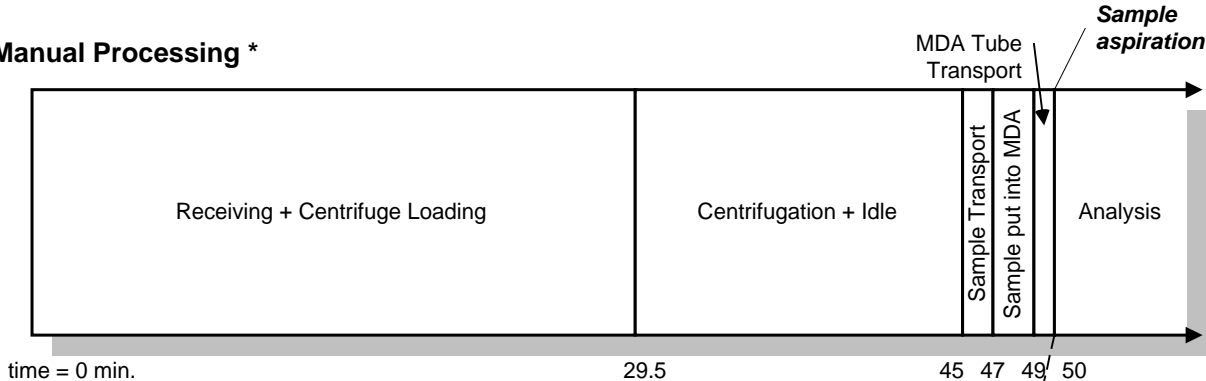 Sample
aspiration
Manual Processing *
MDA Tube
Transport
Receiving + Centrifuge Loading
Centrifugation + Idle
Sample Transport
Sample put into MDA
Analysis
time = 0 min.
29.5
45
47
49
50